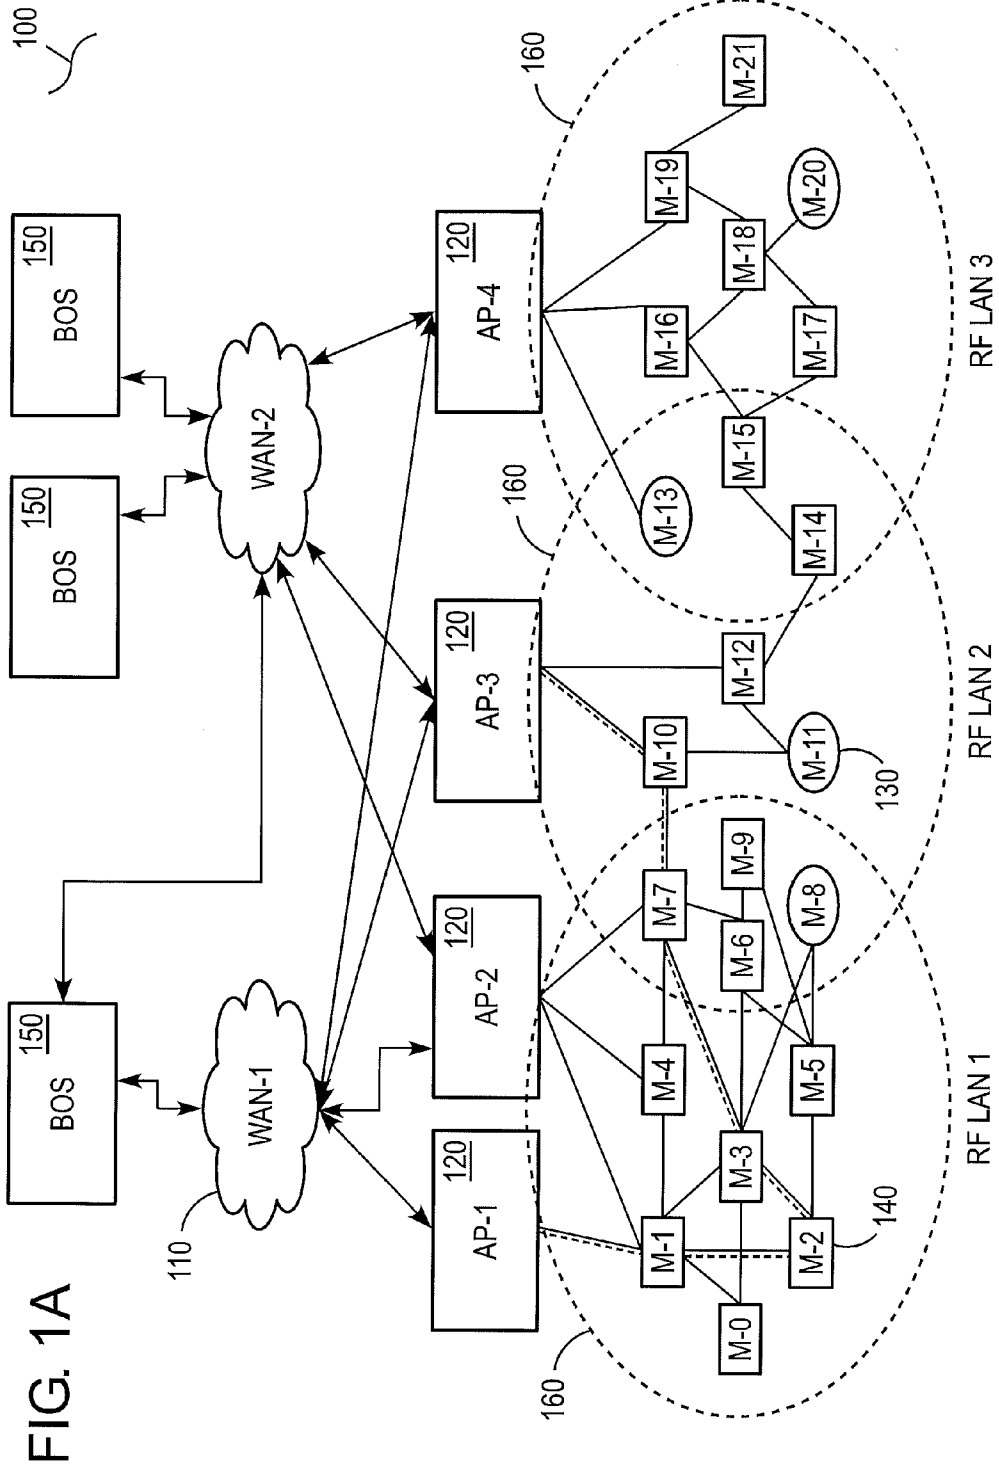 FIG. 1A
100
BOS
150
BOS
150
BOS
150
110
WAN-1
WAN-2
AP-1
120
AP-2
120
AP-3
120
AP-4
120
160
160
160
M-0
M-1
M-2
M-3
M-4
M-5
M-6
M-7
M-8
M-9
M-10
M-11
M-12
M-13
M-14
M-15
M-16
M-17
M-18
M-19
M-20
M-21
140
130
RF LAN 1
RF LAN 2
RF LAN 3